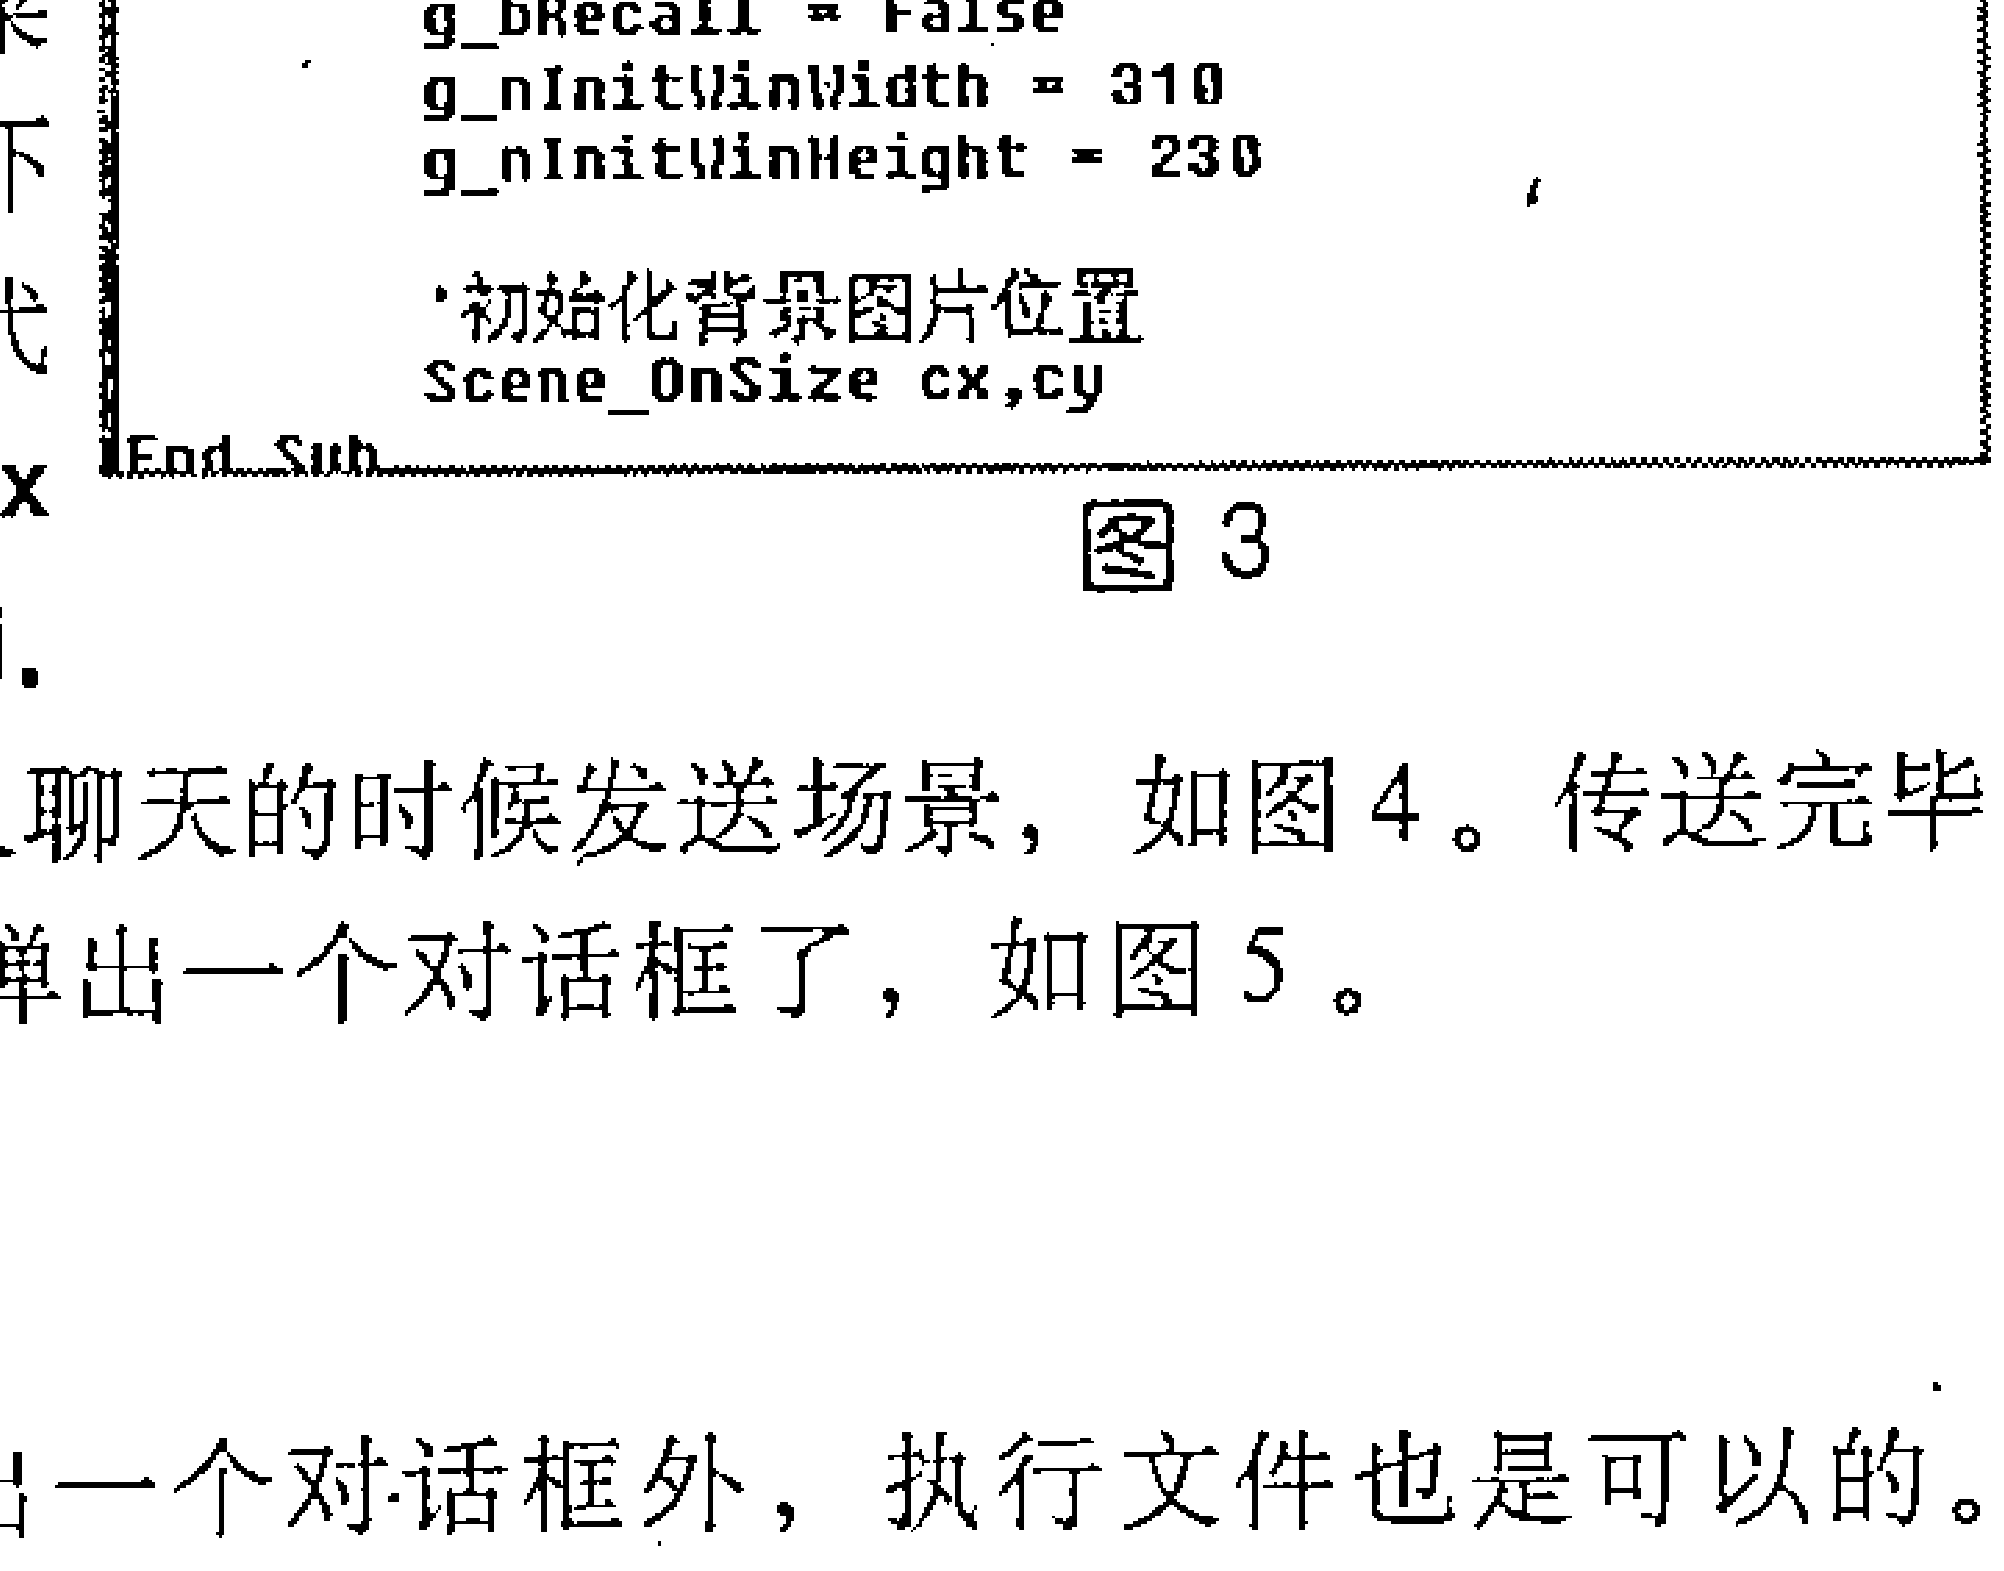 g_bRecall = False
g_nInitWinWidth = 310
下
g_nInitWinHeight = 230
'初始化背景图片位置
Scene_OnSize cx,cy
End Sub
x
图 3
聊天的时候发送场景，如图 4。传送完毕
弹出一个对话框了，如图 5。
出一个对话框外，执行文件也是可以的。